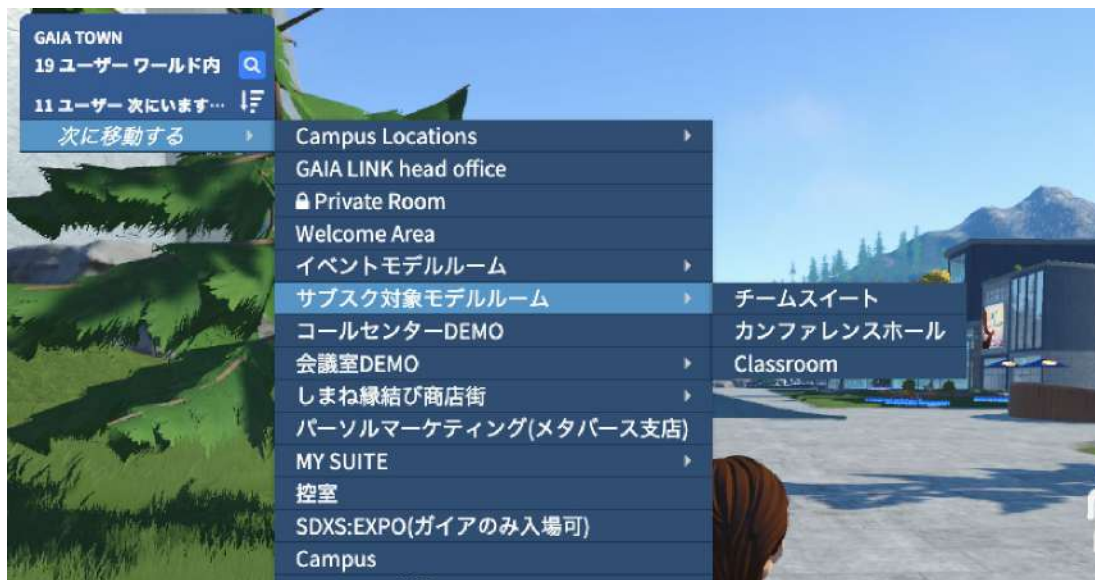 GAIA TOWN
19 ユーザー ワールド内
11 ユーザー 次にいます…
次に移動する
Campus Locations
GAIA LINK head office
Private Room
Welcome Area
イベントモデルルーム
サブスク対象モデルルーム
コールセンターDEMO
会議室DEMO
しまね縁結び商店街
パーソルマーケティング(メタバース支店)
MY SUITE
控室
SDXS:EXPO(ガイアのみ入場可)
Campus
チームスイート
カンファレンスホール
Classroom